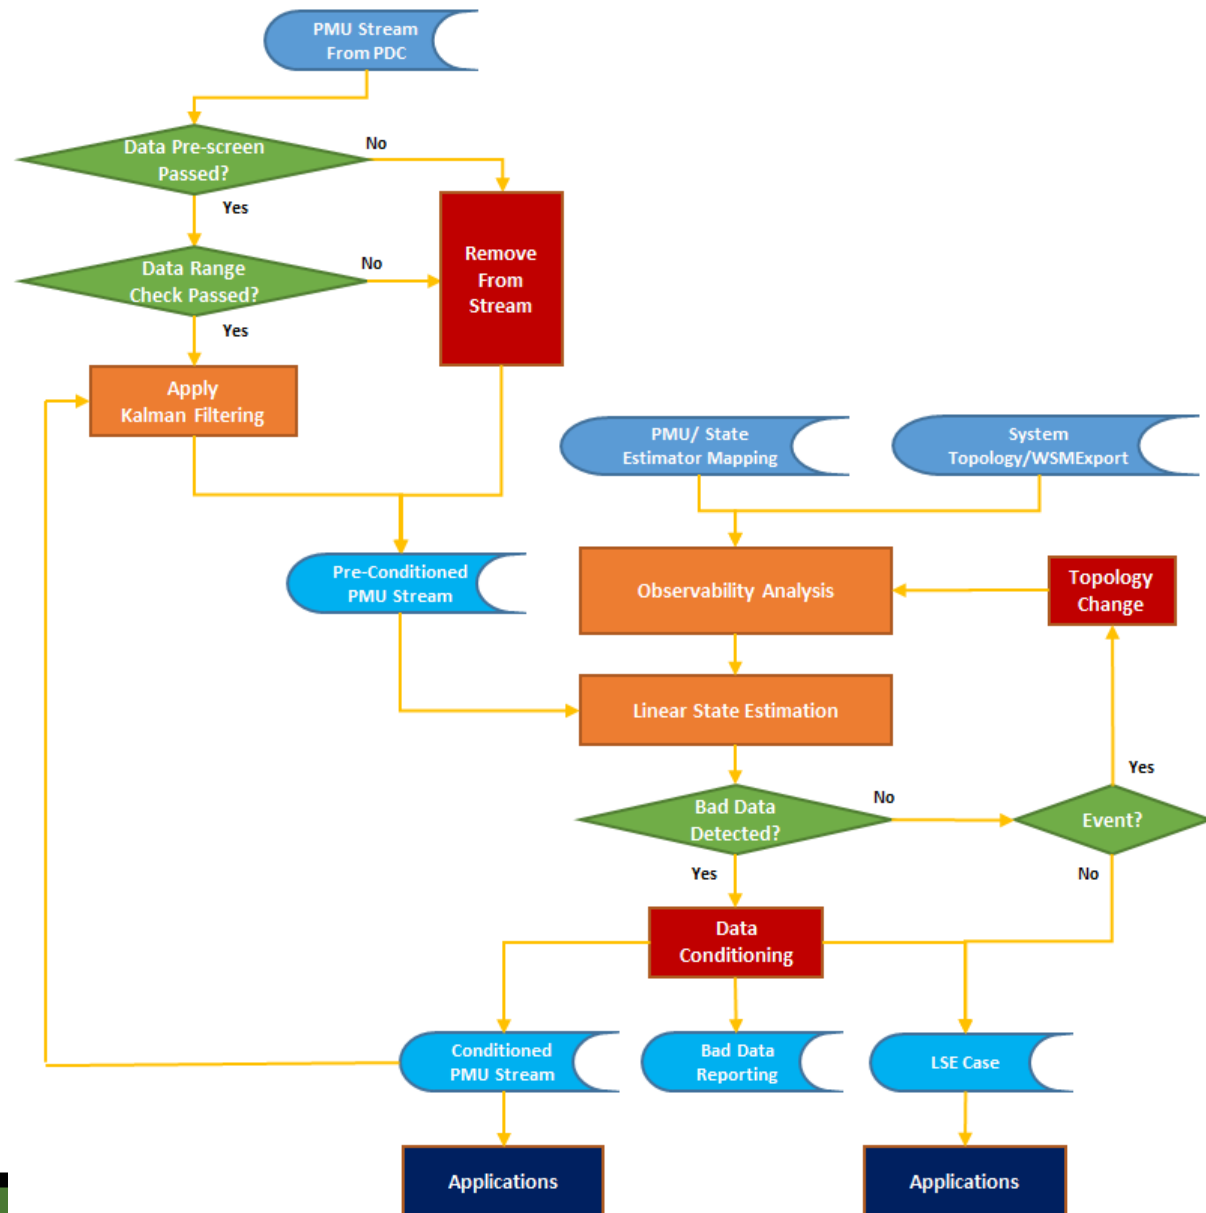 PMU Stream
From PDC
Data Pre-screen
Passed?
No
Yes
Data Range
Check Passed?
No
Yes
Remove
From
Stream
Apply
Kalman Filtering
PMU/ State
Estimator Mapping
System
Topology/WSMExport
Pre-Conditioned
PMU Stream
Observability Analysis
Topology
Change
Linear State Estimation
Yes
Bad Data
Detected?
No
Event?
Yes
No
Data
Conditioning
Conditioned
PMU Stream
Bad Data
Reporting
LSE Case
Applications
Applications